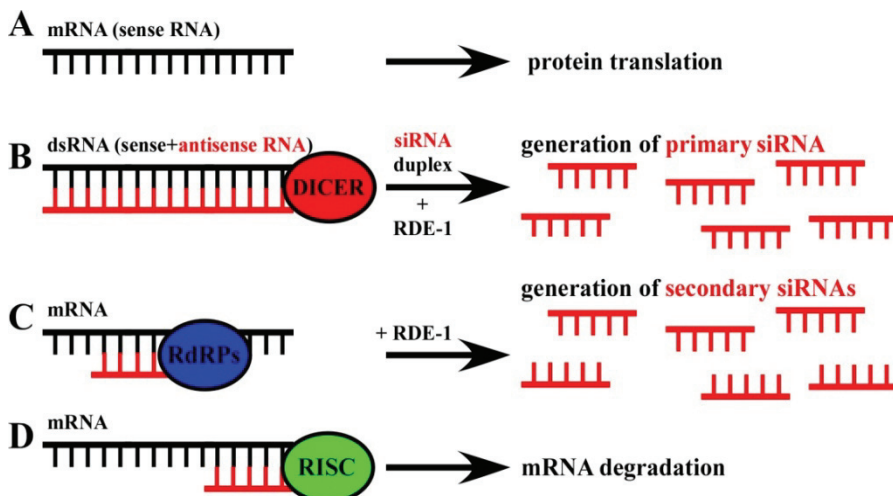 A
mRNA (sense RNA)
protein translation
B
dsRNA (sense+antisense RNA)
DICER
siRNA
duplex
+
RDE-1
generation of primary siRNA
C
mRNA
RdRPs
+ RDE-1
generation of secondary siRNAs
D
mRNA
RISC
mRNA degradation